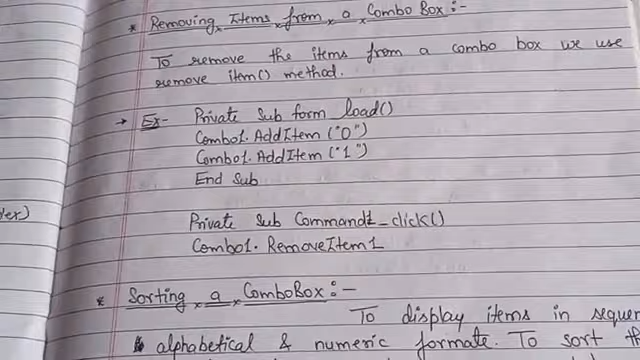 * Removing Items from a Combo Box :-
To remove the items from a combo box we use
remove item() method.
→ Ex- Private Sub form load()
Combo1. AddItem ("0")
Combo1. AddItem ("1")
End Sub
Private Sub Command1_click()
Combo1. RemoveItem 1
* Sorting a ComboBox :-
To display items in
alphabetical & numeric formate. To sort